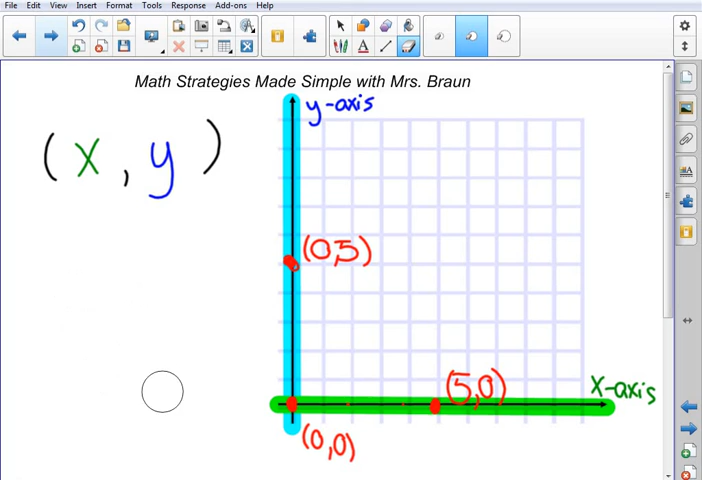 File Edit View Insert Format Tools Response Add-ons Help
Math Strategies Made Simple with Mrs. Braun
y-axis
(x, y)
(0,5)
(5,0)
x-axis
(0,0)